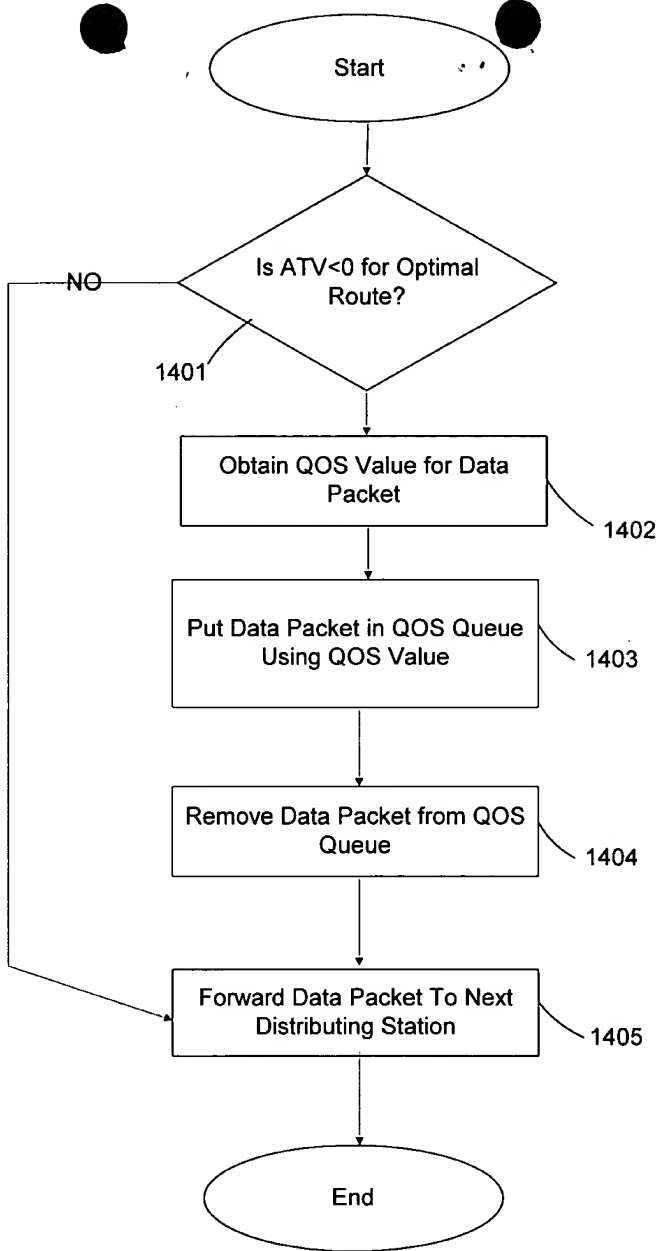 Start
Is ATV<0 for Optimal
Route?
NO
1401
Obtain QOS Value for Data
Packet
1402
Put Data Packet in QOS Queue
Using QOS Value
1403
Remove Data Packet from QOS
Queue
1404
Forward Data Packet To Next
Distributing Station
1405
End